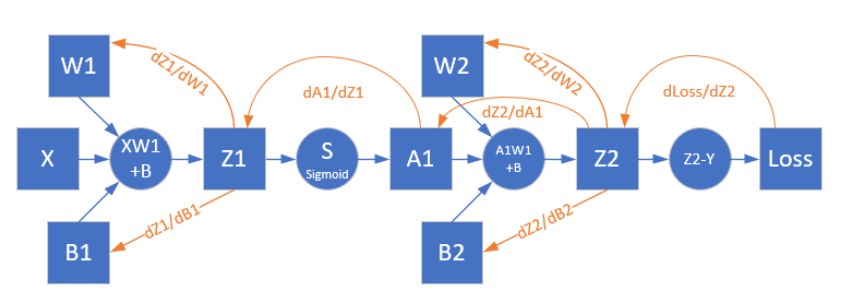 W1
dZ1/dW1
dA1/dZ1
W2
dZ2/dW2
dLoss/dZ2
dZ2/dA1
X
XW1
+B
Z1
S
Sigmoid
A1
A1W1
+B
Z2
Z2-Y
Loss
B1
dZ1/dB1
B2
dZ2/dB2